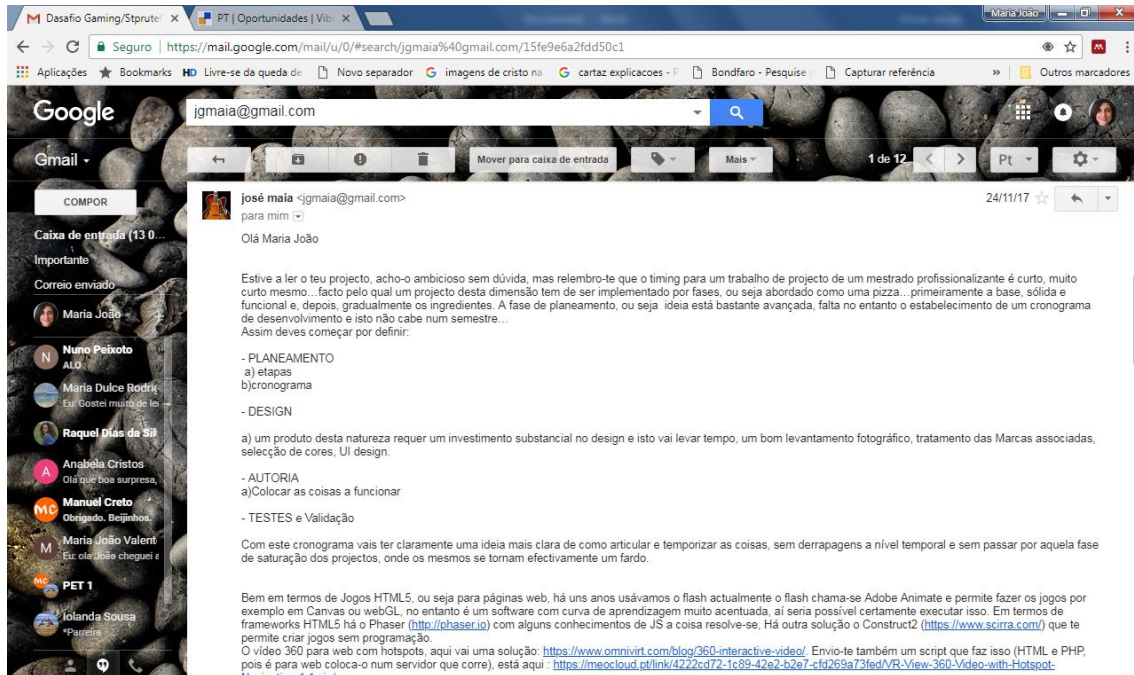 Dasafio Gaming/Stprutel
PT | Oportunidades | Vib
Maria João
Seguro | https://mail.google.com/mail/u/0/#search/jgmaia%40gmail.com/15fe9e6a2fdd50c1
Aplicações Bookmarks HD Livre-se da queda de Novo separador G imagens de cristo na G cartaz explicacoes - P Bondfaro - Pesquise Capturar referência » Outros marcadores
Google jgmaia@gmail.com
Gmail Mover para caixa de entrada Mais 1 de 12 Pt
COMPOR
Caixa de entrada (13 0...
Importante
Correio enviado
Maria João
N Nuno Peixoto
ALO
Maria Dulce Rodrig
Eu: Gostei muito de ler
Raquel Dias da Sil
A Anabela Cristos
Olá que boa surpresa,
MC Manuel Creto
Obrigado. Beijinhos.
M Maria João Valent
Eu: ola João cheguei a
MC PET 1
Iolanda Sousa
*Parreira
josé maia <jgmaia@gmail.com> 24/11/17
para mim
Olá Maria João
Estive a ler o teu projecto, acho-o ambicioso sem dúvida, mas relembro-te que o timing para um trabalho de projecto de um mestrado profissionalizante é curto, muito
curto mesmo…facto pelo qual um projecto desta dimensão tem de ser implementado por fases, ou seja abordado como uma pizza…primeiramente a base, sólida e
funcional e, depois, gradualmente os ingredientes. A fase de planeamento, ou seja  ideia está bastante avançada, falta no entanto o estabelecimento de um cronograma
de desenvolvimento e isto não cabe num semestre…
Assim deves começar por definir:
- PLANEAMENTO
a) etapas
b)cronograma
- DESIGN
a) um produto desta natureza requer um investimento substancial no design e isto vai levar tempo, um bom levantamento fotográfico, tratamento das Marcas associadas,
selecção de cores, UI design.
- AUTORIA
a)Colocar as coisas a funcionar
- TESTES e Validação
Com este cronograma vais ter claramente uma ideia mais clara de como articular e temporizar as coisas, sem derrapagens a nível temporal e sem passar por aquela fase
de saturação dos projectos, onde os mesmos se tornam efectivamente um fardo.
Bem em termos de Jogos HTML5, ou seja para páginas web, há uns anos usávamos o flash actualmente o flash chama-se Adobe Animate e permite fazer os jogos por
exemplo em Canvas ou webGL, no entanto é um software com curva de aprendizagem muito acentuada, aí seria possível certamente executar isso. Em termos de
frameworks HTML5 há o Phaser (http://phaser.io) com alguns conhecimentos de JS a coisa resolve-se, Há outra solução o Construct2 (https://www.scirra.com/) que te
permite criar jogos sem programação.
O vídeo 360 para web com hotspots, aqui vai uma solução: https://www.omnivirt.com/blog/360-interactive-video/. Envio-te também um script que faz isso (HTML e PHP,
pois é para web coloca-o num servidor que corre), está aqui : https://meocloud.pt/link/4222cd72-1c89-42e2-b2e7-cfd269a73fed/VR-View-360-Video-with-Hotspot-